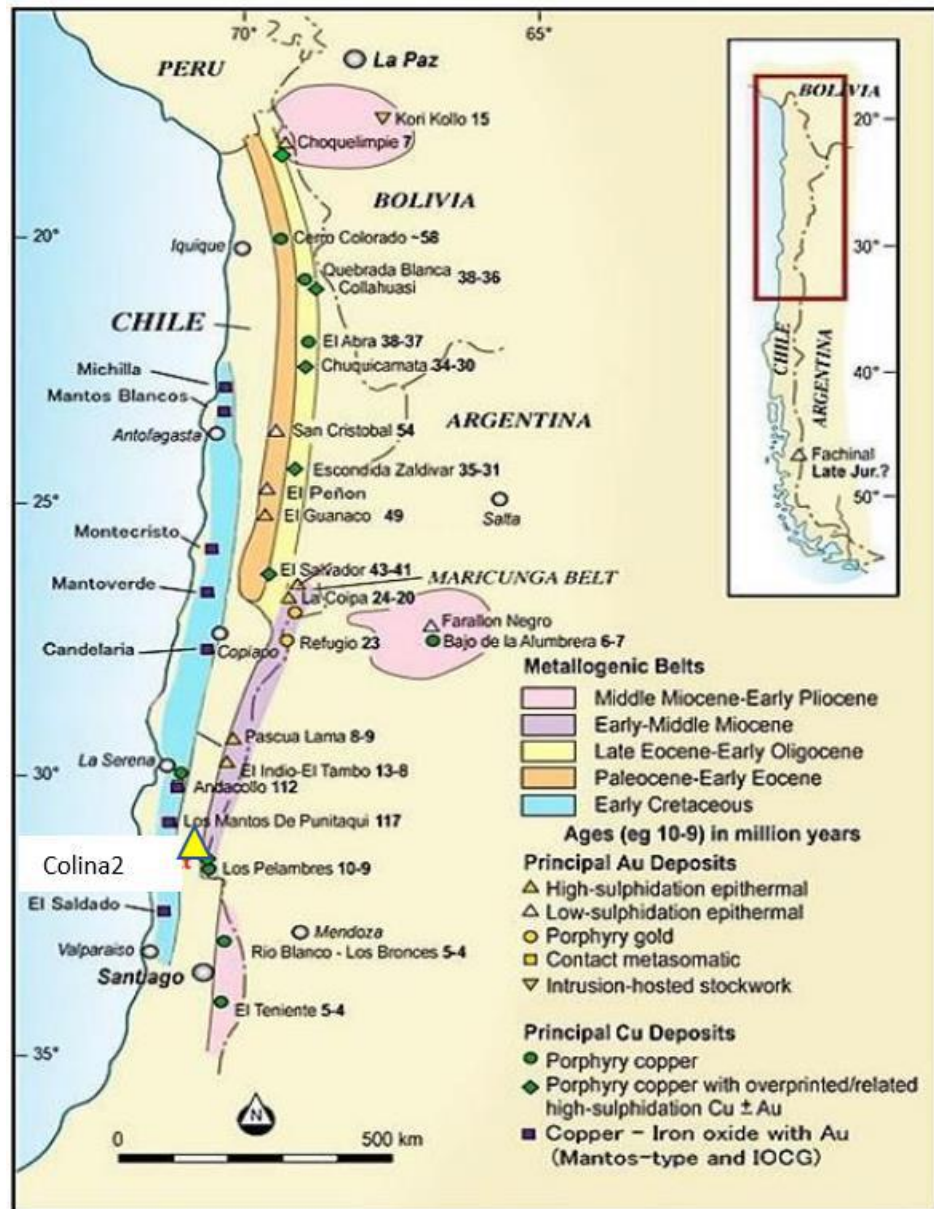 70°
65°
La Paz
PERU
Kori Kollo 15
Choquelimpie 7
BOLIVIA
20°
Iquique
Cerro Colorado ~58
Quebrada Blanca
38-36
Collahuasi
CHILE
El Abra 38-37
Michilla
Chuquicamata 34-30
Mantos Blancos
ARGENTINA
Antofagasta
San Cristobal 54
Escondida Zaldivar 35-31
El Peñon
25°
El Guanaco 49
Salta
Montecristo
El Salvador 43-41
MARICUNGA BELT
Mantoverde
La Coipa 24-20
Farallon Negro
Bajo de la Alumbrera 6-7
Candelaria
Copiapo
Refugio 23
Pascua Lama 8-9
La Serena
El Indio-El Tambo 13-8
30°
Andacollo 112
Los Mantos De Punitaqui 117
Colina2
Los Pelambres 10-9
El Saldado
Mendoza
Valparaiso
Rio Blanco - Los Bronces 5-4
Santiago
El Teniente 5-4
35°
N
0
500 km
BOLIVIA
20°
30°
CHILE
ARGENTINA
40°
Fachinal
Late Jur.?
50°
Metallogenic Belts
Middle Miocene-Early Pliocene
Early-Middle Miocene
Late Eocene-Early Oligocene
Paleocene-Early Eocene
Early Cretaceous
Ages (eg 10-9) in million years
Principal Au Deposits
High-sulphidation epithermal
Low-sulphidation epithermal
Porphyry gold
Contact metasomatic
Intrusion-hosted stockwork
Principal Cu Deposits
Porphyry copper
Porphyry copper with overprinted/related
high-sulphidation Cu ± Au
Copper - Iron oxide with Au
(Mantos-type and IOCG)